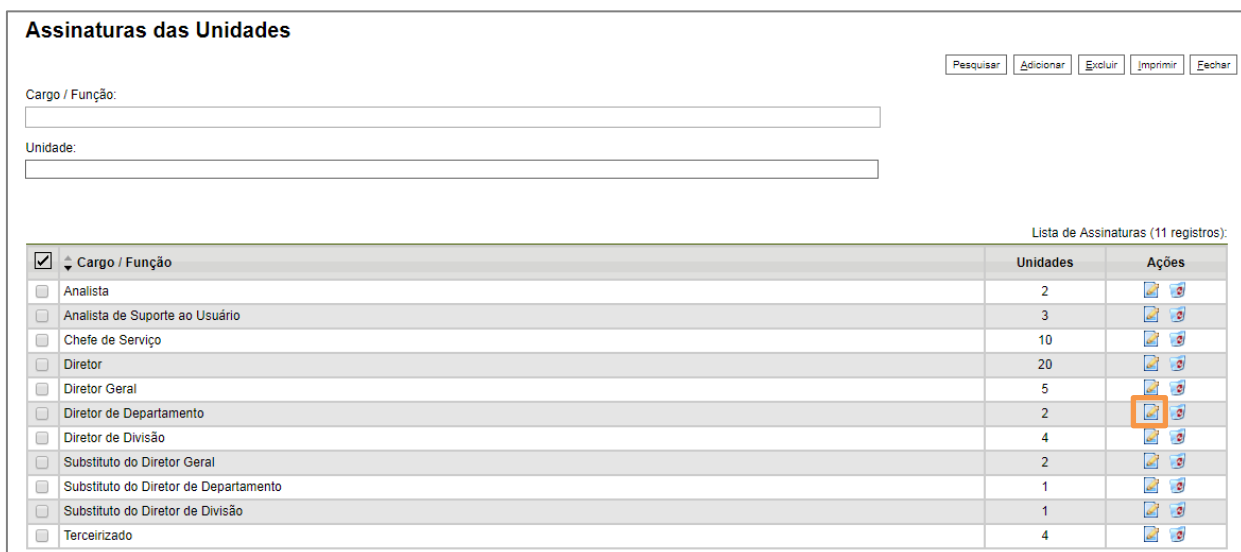 Assinaturas das Unidades
Pesquisar Adicionar Excluir Imprimir Fechar
Cargo / Função:
Unidade:
Lista de Assinaturas (11 registros):
Cargo / Função Unidades Ações
Analista 2
Analista de Suporte ao Usuário 3
Chefe de Serviço 10
Diretor 20
Diretor Geral 5
Diretor de Departamento 2
Diretor de Divisão 4
Substituto do Diretor Geral 2
Substituto do Diretor de Departamento 1
Substituto do Diretor de Divisão 1
Terceirizado 4